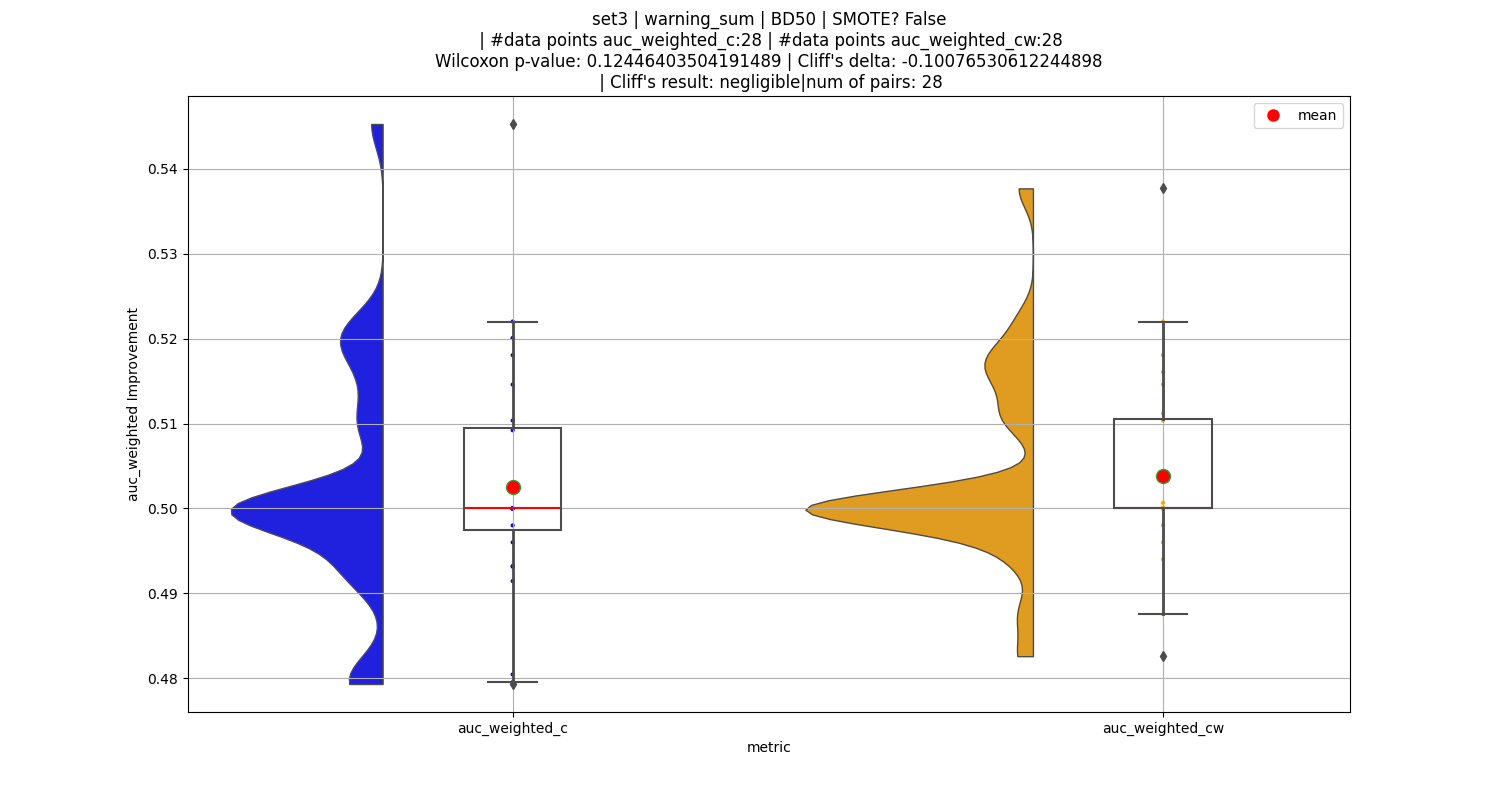 set3 | warning_sum | BD50 | SMOTE? False
| #data points auc_weighted_c:28 | #data points auc_weighted_cw:28
Wilcoxon p-value: 0.12446403504191489 | Cliff's delta: -0.10076530612244898
| Cliff's result: negligible|num of pairs: 28
mean
0.54
0.53
0.52
0.51
0.50
0.49
0.48
auc_weighted Improvement
auc_weighted_c
auc_weighted_cw
metric